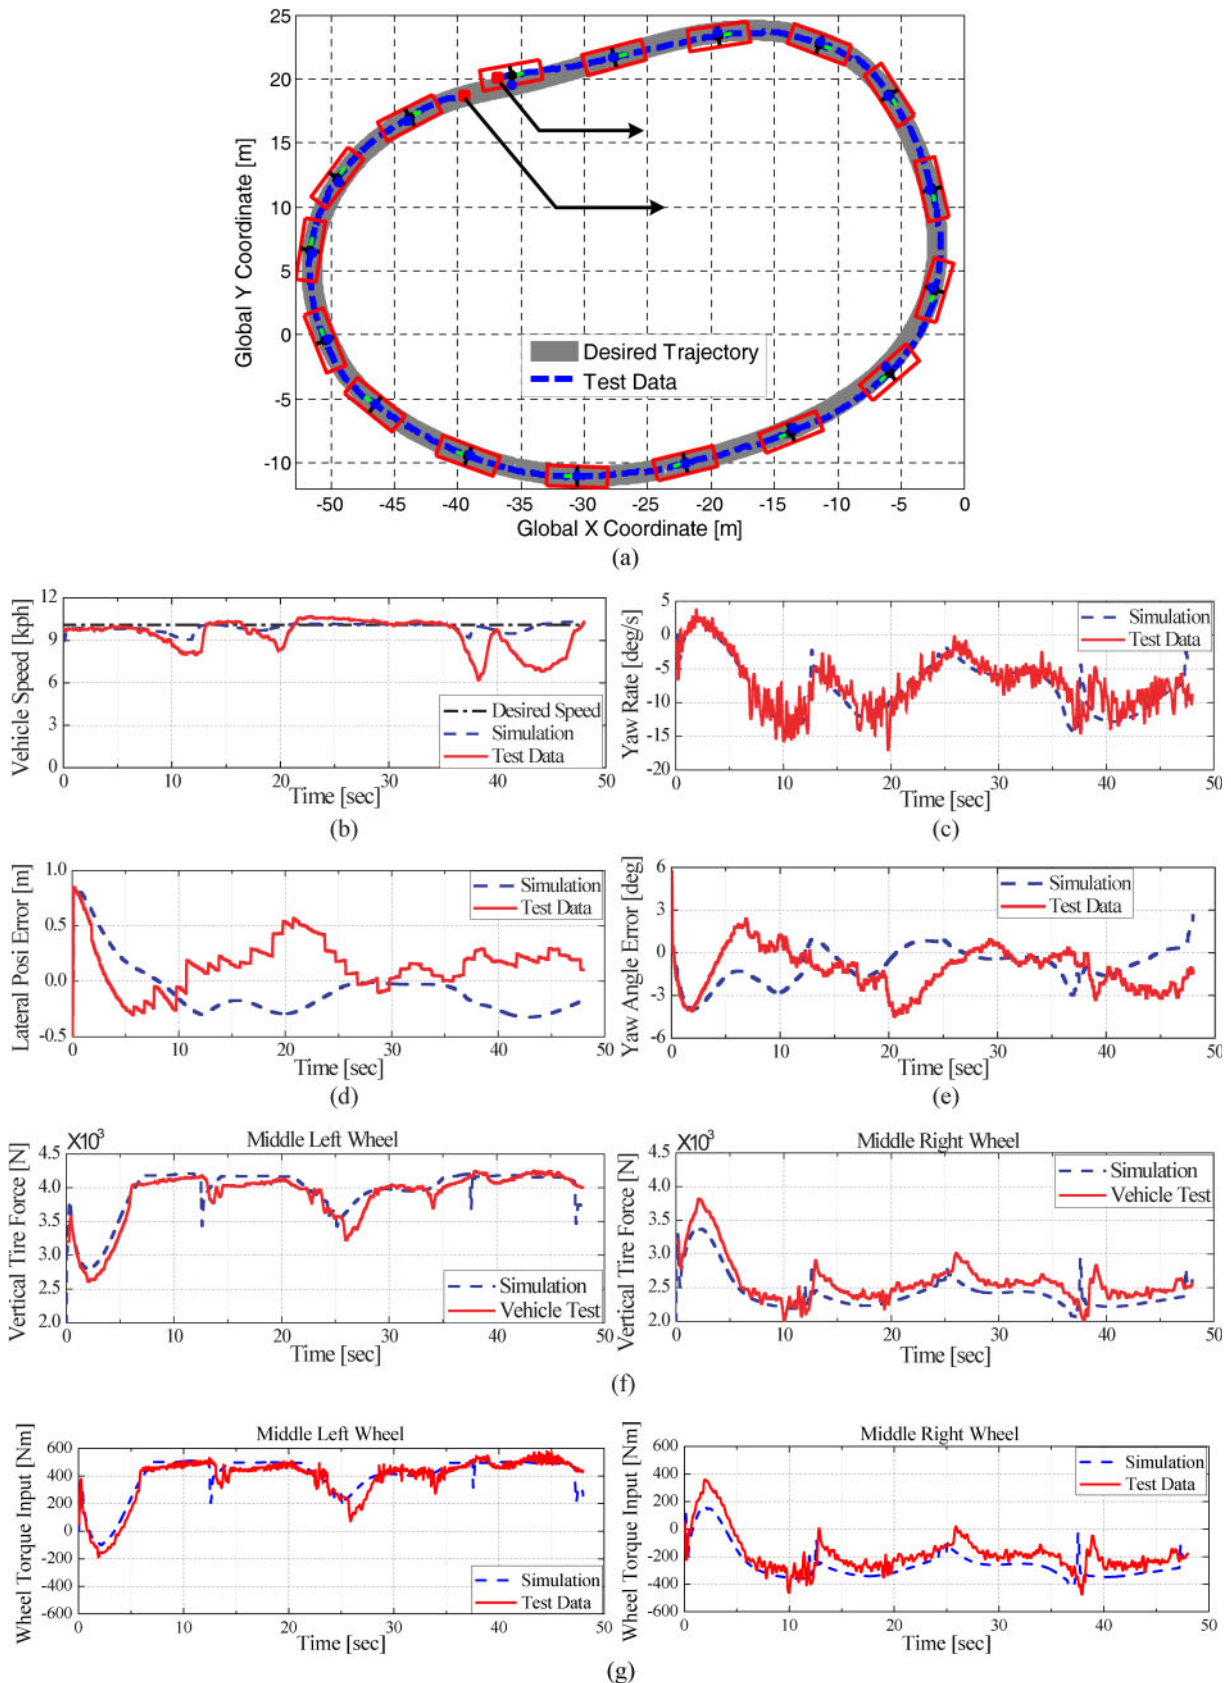 25
20
15
10
5
0
-5
-10
Global Y Coordinate [m]
Desired Trajectory
Test Data
-50 -45 -40 -35 -30 -25 -20 -15 -10 -5 0
Global X Coordinate [m]
(a)
12
9
6
3
0
Vehicle Speed [kph]
Desired Speed
Simulation
Test Data
0 10 20 30 40 50
Time [sec]
(b)
5
0
-5
-10
-15
-20
Yaw Rate [deg/s]
Simulation
Test Data
0 10 20 30 40 50
Time [sec]
(c)
1.0
0.5
0.0
-0.5
Lateral Posi Error [m]
Simulation
Test Data
0 10 20 30 40 50
Time [sec]
(d)
6
3
0
-3
-6
Yaw Angle Error [deg]
Simulation
Test Data
0 10 20 30 40 50
Time [sec]
(e)
X10³
Middle Left Wheel
4.5
4.0
3.5
3.0
2.5
2.0
Vertical Tire Force [N]
Simulation
Vehicle Test
0 10 20 30 40 50
Time [sec]
X10³
Middle Right Wheel
4.5
4.0
3.5
3.0
2.5
2.0
Vertical Tire Force [N]
Simulation
Vehicle Test
0 10 20 30 40 50
Time [sec]
(f)
Middle Left Wheel
600
400
200
0
-200
-400
-600
Wheel Torque Input [Nm]
Simulation
Test Data
0 10 20 30 40 50
Time [sec]
Middle Right Wheel
600
400
200
0
-200
-400
-600
Wheel Torque Input [Nm]
Simulation
Test Data
0 10 20 30 40 50
Time [sec]
(g)